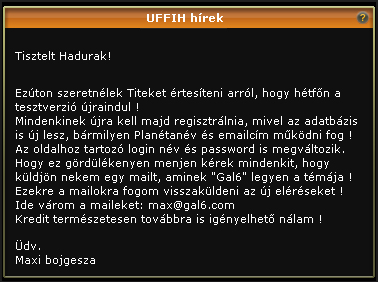 UFFIH hírek
?
Tisztelt Hadurak!
Ezúton szeretnélek Titeket értesíteni arról, hogy hétfőn a
tesztverzió újraindul !
Mindenkinek újra kell majd regisztrálnia, mivel az adatbázis
is új lesz, bármilyen Planétanév és emailcím működni fog !
Az oldalhoz tartozó login név és password is megváltozik.
Hogy ez gördülékenyen menjen kérek mindenkit, hogy
küldjön nekem egy mailt, aminek "Gal6" legyen a témája !
Ezekre a mailokra fogom visszaküldeni az új eléréseket !
Ide várom a maileket: max@gal6.com
Kredit természetesen továbbra is igényelhető nálam !
Üdv.
Maxi bojgesza